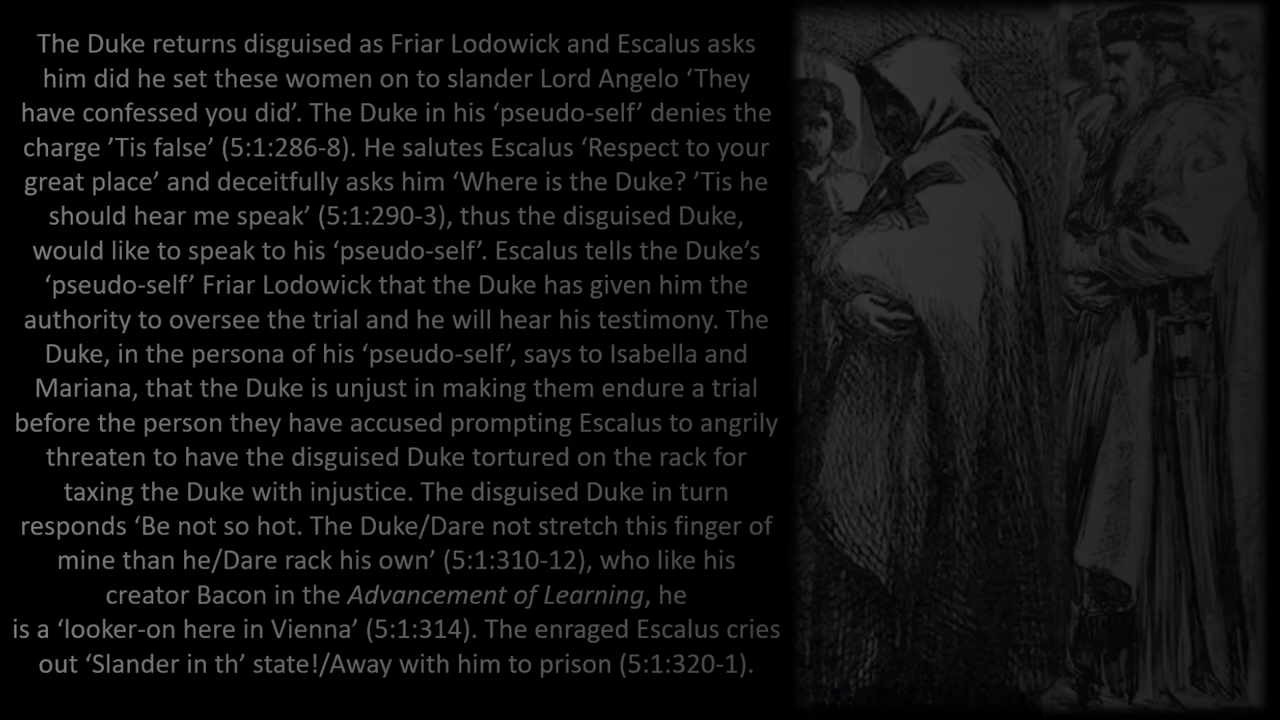 The Duke returns disguised as Friar Lodowick and Escalus asks
him did he set these women on to slander Lord Angelo ‘They
have confessed you did’. The Duke in his ‘pseudo-self’ denies the
charge ’Tis false’ (5:1:286-8). He salutes Escalus ‘Respect to your
great place’ and deceitfully asks him ‘Where is the Duke? ’Tis he
should hear me speak’ (5:1:290-3), thus the disguised Duke,
would like to speak to his ‘pseudo-self’. Escalus tells the Duke’s
‘pseudo-self’ Friar Lodowick that the Duke has given him the
authority to oversee the trial and he will hear his testimony. The
Duke, in the persona of his ‘pseudo-self’, says to Isabella and
Mariana, that the Duke is unjust in making them endure a trial
before the person they have accused prompting Escalus to angrily
threaten to have the disguised Duke tortured on the rack for
taxing the Duke with injustice. The disguised Duke in turn
responds ‘Be not so hot. The Duke/Dare not stretch this finger of
mine than he/Dare rack his own’ (5:1:310-12), who like his
creator Bacon in the Advancement of Learning, he
is a ‘looker-on here in Vienna’ (5:1:314). The enraged Escalus cries
out ‘Slander in th’ state!/Away with him to prison (5:1:320-1).